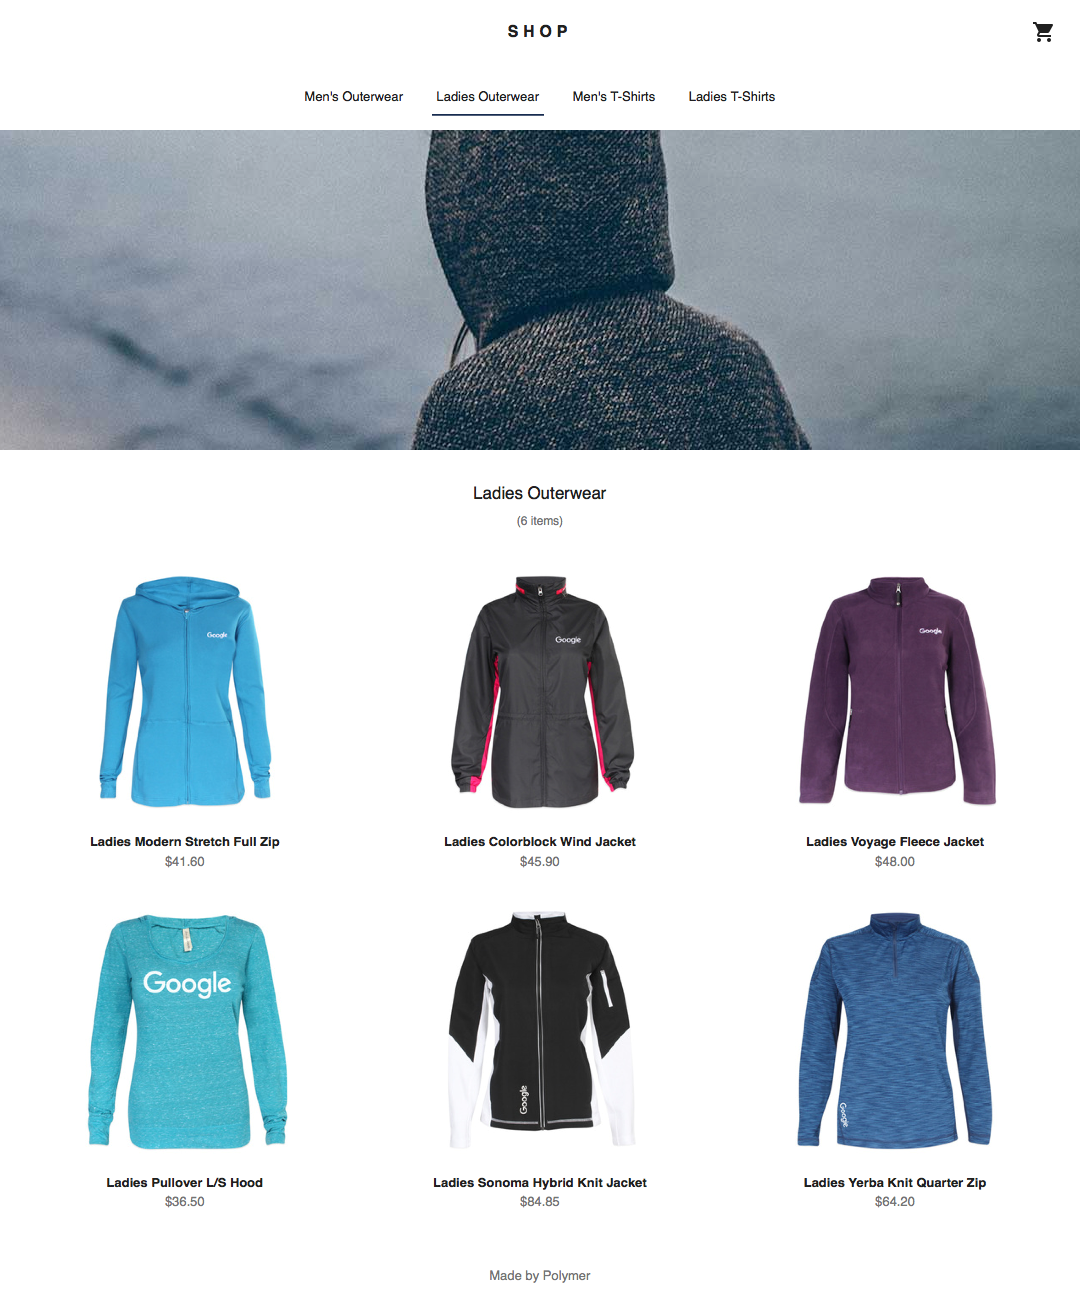 SHOP
Men's Outerwear Ladies Outerwear Men's T-Shirts Ladies T-Shirts
Ladies Outerwear
(6 items)
Google Google Google
Ladies Modern Stretch Full Zip Ladies Colorblock Wind Jacket Ladies Voyage Fleece Jacket
$41.60 $45.90 $48.00
Google Google Google
Ladies Pullover L/S Hood Ladies Sonoma Hybrid Knit Jacket Ladies Yerba Knit Quarter Zip
$36.50 $84.85 $64.20
Made by Polymer